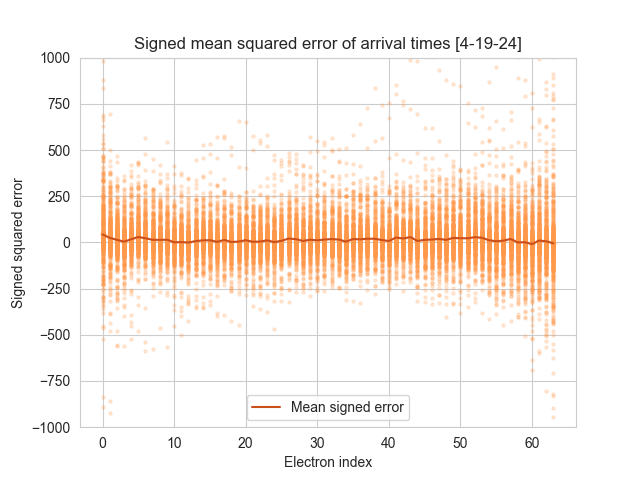 Signed mean squared error of arrival times [4-19-24]
1000
750
500
250
0
−250
−500
−750
−1000
Signed squared error
Mean signed error
0 10 20 30 40 50 60
Electron index